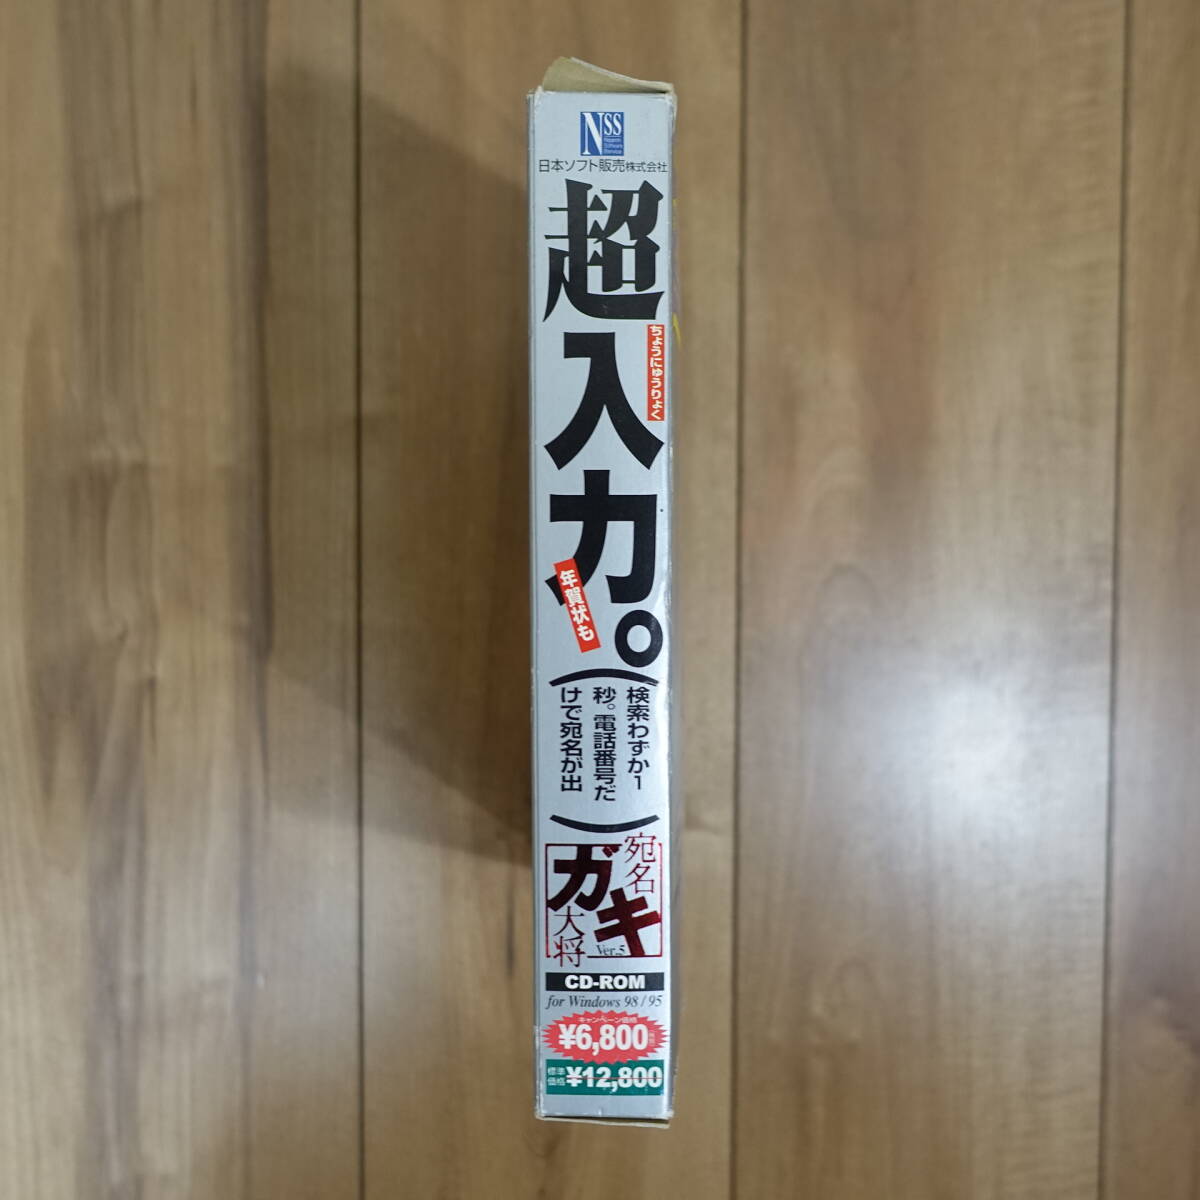 NSS
Nippon
Software
Service
日本ソフト販売株式会社
超入力。
ちょうにゅうりょく
年賀状も
検索わずか1
秒。電話番号だ
けで宛名が出
宛名
ガキ
大将
Ver.5
CD-ROM
for Windows 98 / 95
キャンペーン価格
¥6,800
標準
価格
¥12,800